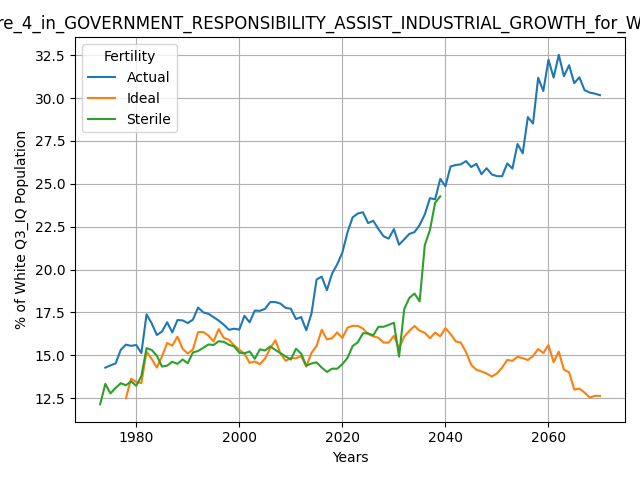 re_4_in_GOVERNMENT_RESPONSIBILITY_ASSIST_INDUSTRIAL_GROWTH_for_W
Fertility
Actual
Ideal
Sterile
% of White Q3_IQ Population
32.5
30.0
27.5
25.0
22.5
20.0
17.5
15.0
12.5
1980
2000
2020
2040
2060
Years